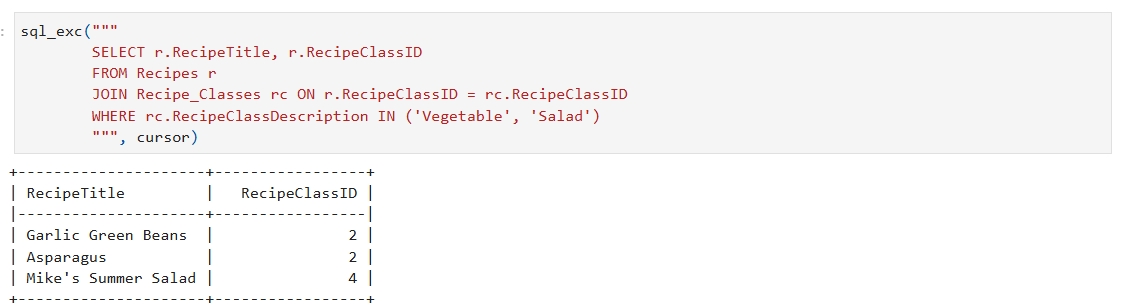 : sql_exc("""
        SELECT r.RecipeTitle, r.RecipeClassID
        FROM Recipes r
        JOIN Recipe_Classes rc ON r.RecipeClassID = rc.RecipeClassID
        WHERE rc.RecipeClassDescription IN ('Vegetable', 'Salad')
        """, cursor)
+---------------------+-----------------+
| RecipeTitle         |   RecipeClassID |
|---------------------+-----------------|
| Garlic Green Beans  |               2 |
| Asparagus           |               2 |
| Mike's Summer Salad |               4 |
+---------------------+-----------------+